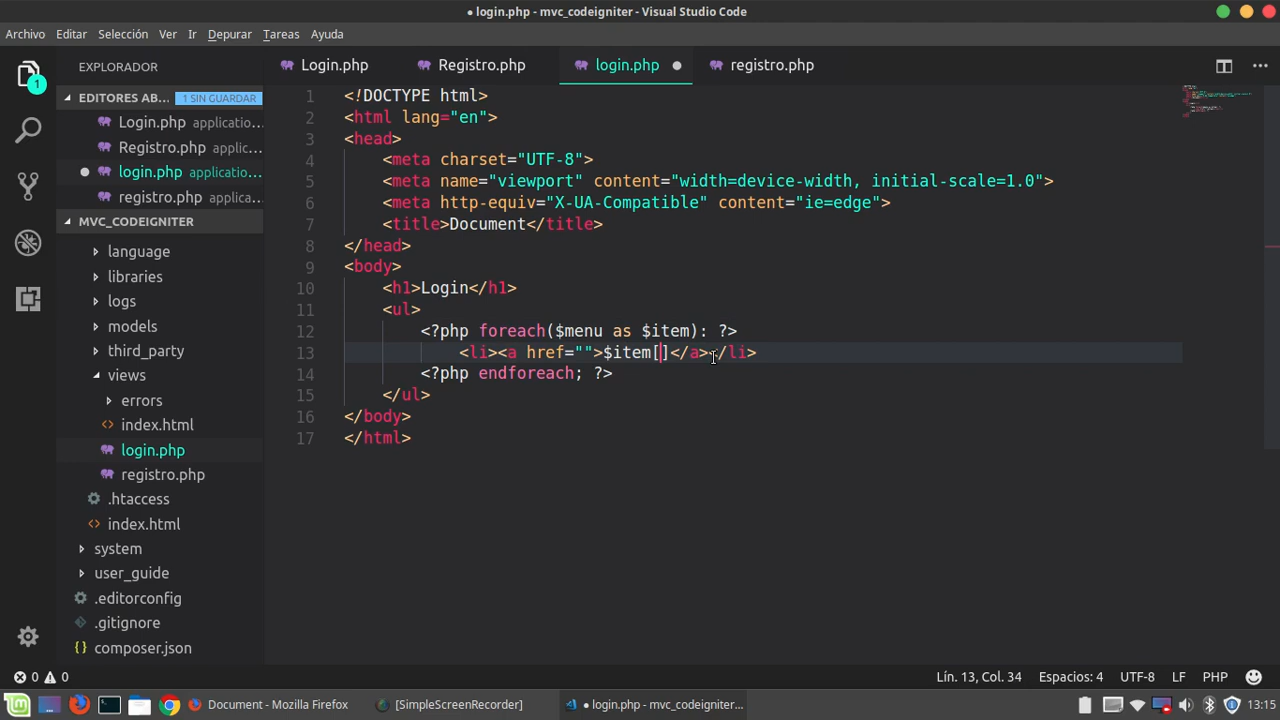 ● login.php - mvc_codeigniter - Visual Studio Code
Archivo Editar Selección Ver Ir Depurar Tareas Ayuda
EXPLORADOR
Login.php Registro.php login.php ● registro.php
EDITORES AB... 1 SIN GUARDAR
Login.php applicatio...
Registro.php applic...
● login.php applicatio...
registro.php applica...
MVC_CODEIGNITER
language
libraries
logs
models
third_party
views
errors
index.html
login.php
registro.php
.htaccess
index.html
system
user_guide
.editorconfig
.gitignore
composer.json
1 <!DOCTYPE html>
2 <html lang="en">
3 <head>
4 <meta charset="UTF-8">
5 <meta name="viewport" content="width=device-width, initial-scale=1.0">
6 <meta http-equiv="X-UA-Compatible" content="ie=edge">
7 <title>Document</title>
8 </head>
9 <body>
10 <h1>Login</h1>
11 <ul>
12 <?php foreach($menu as $item): ?>
13 <li><a href="">$item[]</a></li>
14 <?php endforeach; ?>
15 </ul>
16 </body>
17 </html>
0 0 Lín. 13, Col. 34 Espacios: 4 UTF-8 LF PHP
Document - Mozilla Firefox [SimpleScreenRecorder] ● login.php - mvc_codeigniter... 13:15